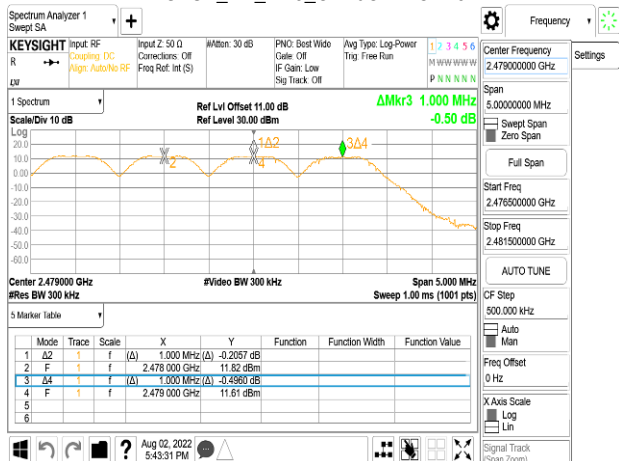 Spectrum Analyzer 1
Swept SA
Frequency
KEYSIGHT
R
Input: RF
Coupling: DC
Align: Auto/No RF
Input Z: 50 Ω
Corrections: Off
Freq Ref: Int (S)
#Atten: 30 dB
PNO: Best Wide
Gate: Off
IF Gain: Low
Sig Track: Off
Avg Type: Log-Power
Trig: Free Run
1 2 3 4 5 6
M W W W W W
P N N N N N
Center Frequency
2.479000000 GHz
Settings
Span
5.00000000 MHz
Swept Span
Zero Span
Full Span
Start Freq
2.476500000 GHz
Stop Freq
2.481500000 GHz
AUTO TUNE
CF Step
500.000 kHz
Auto
Man
Freq Offset
0 Hz
X Axis Scale
Log
Lin
Signal Track
(Span Zoom)
1 Spectrum
Scale/Div 10 dB
Ref Lvl Offset 11.00 dB
Ref Level 30.00 dBm
ΔMkr3 1.000 MHz
-0.50 dB
Log
20.0
10.0
0.00
-10.0
-20.0
-30.0
-40.0
-50.0
-60.0
2
1Δ2
4
3Δ4
Center 2.479000 GHz
#Res BW 300 kHz
#Video BW 300 kHz
Span 5.000 MHz
Sweep 1.00 ms (1001 pts)
5 Marker Table
Mode Trace Scale X Y Function Function Width Function Value
1 Δ2 1 f (Δ) 1.000 MHz (Δ) -0.2057 dB
2 F 1 f 2.478 000 GHz 11.82 dBm
3 Δ4 1 f (Δ) 1.000 MHz (Δ) -0.4960 dB
4 F 1 f 2.479 000 GHz 11.61 dBm
5
6
?
Aug 02, 2022
5:43:31 PM